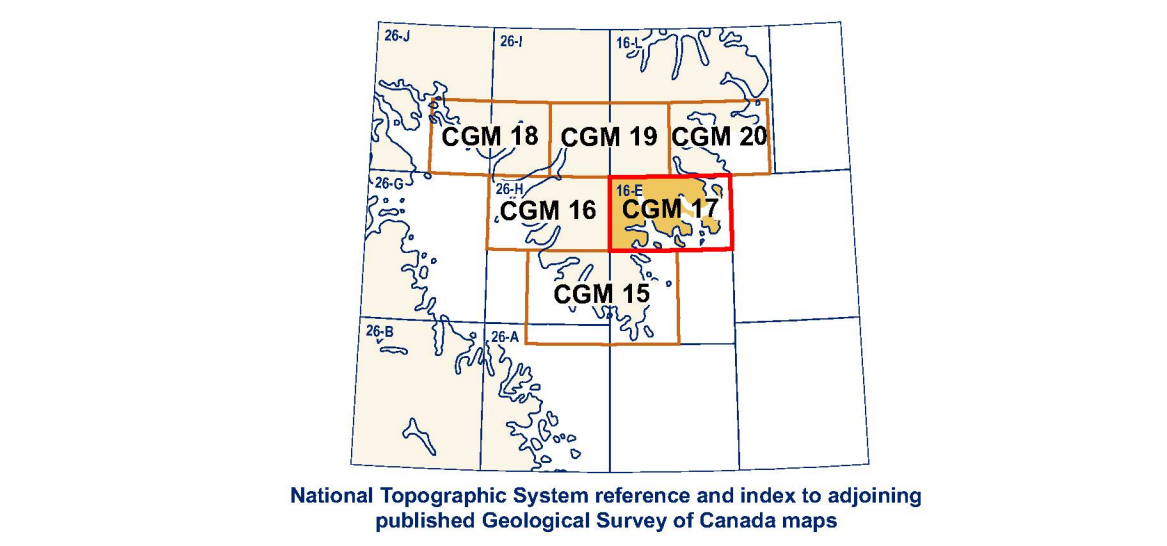 26-J
26-I
16-L
CGM 18
CGM 19
CGM 20
26-G
26-H
16-E
CGM 16
CGM 17
CGM 15
26-B
26-A
National Topographic System reference and index to adjoining
published Geological Survey of Canada maps